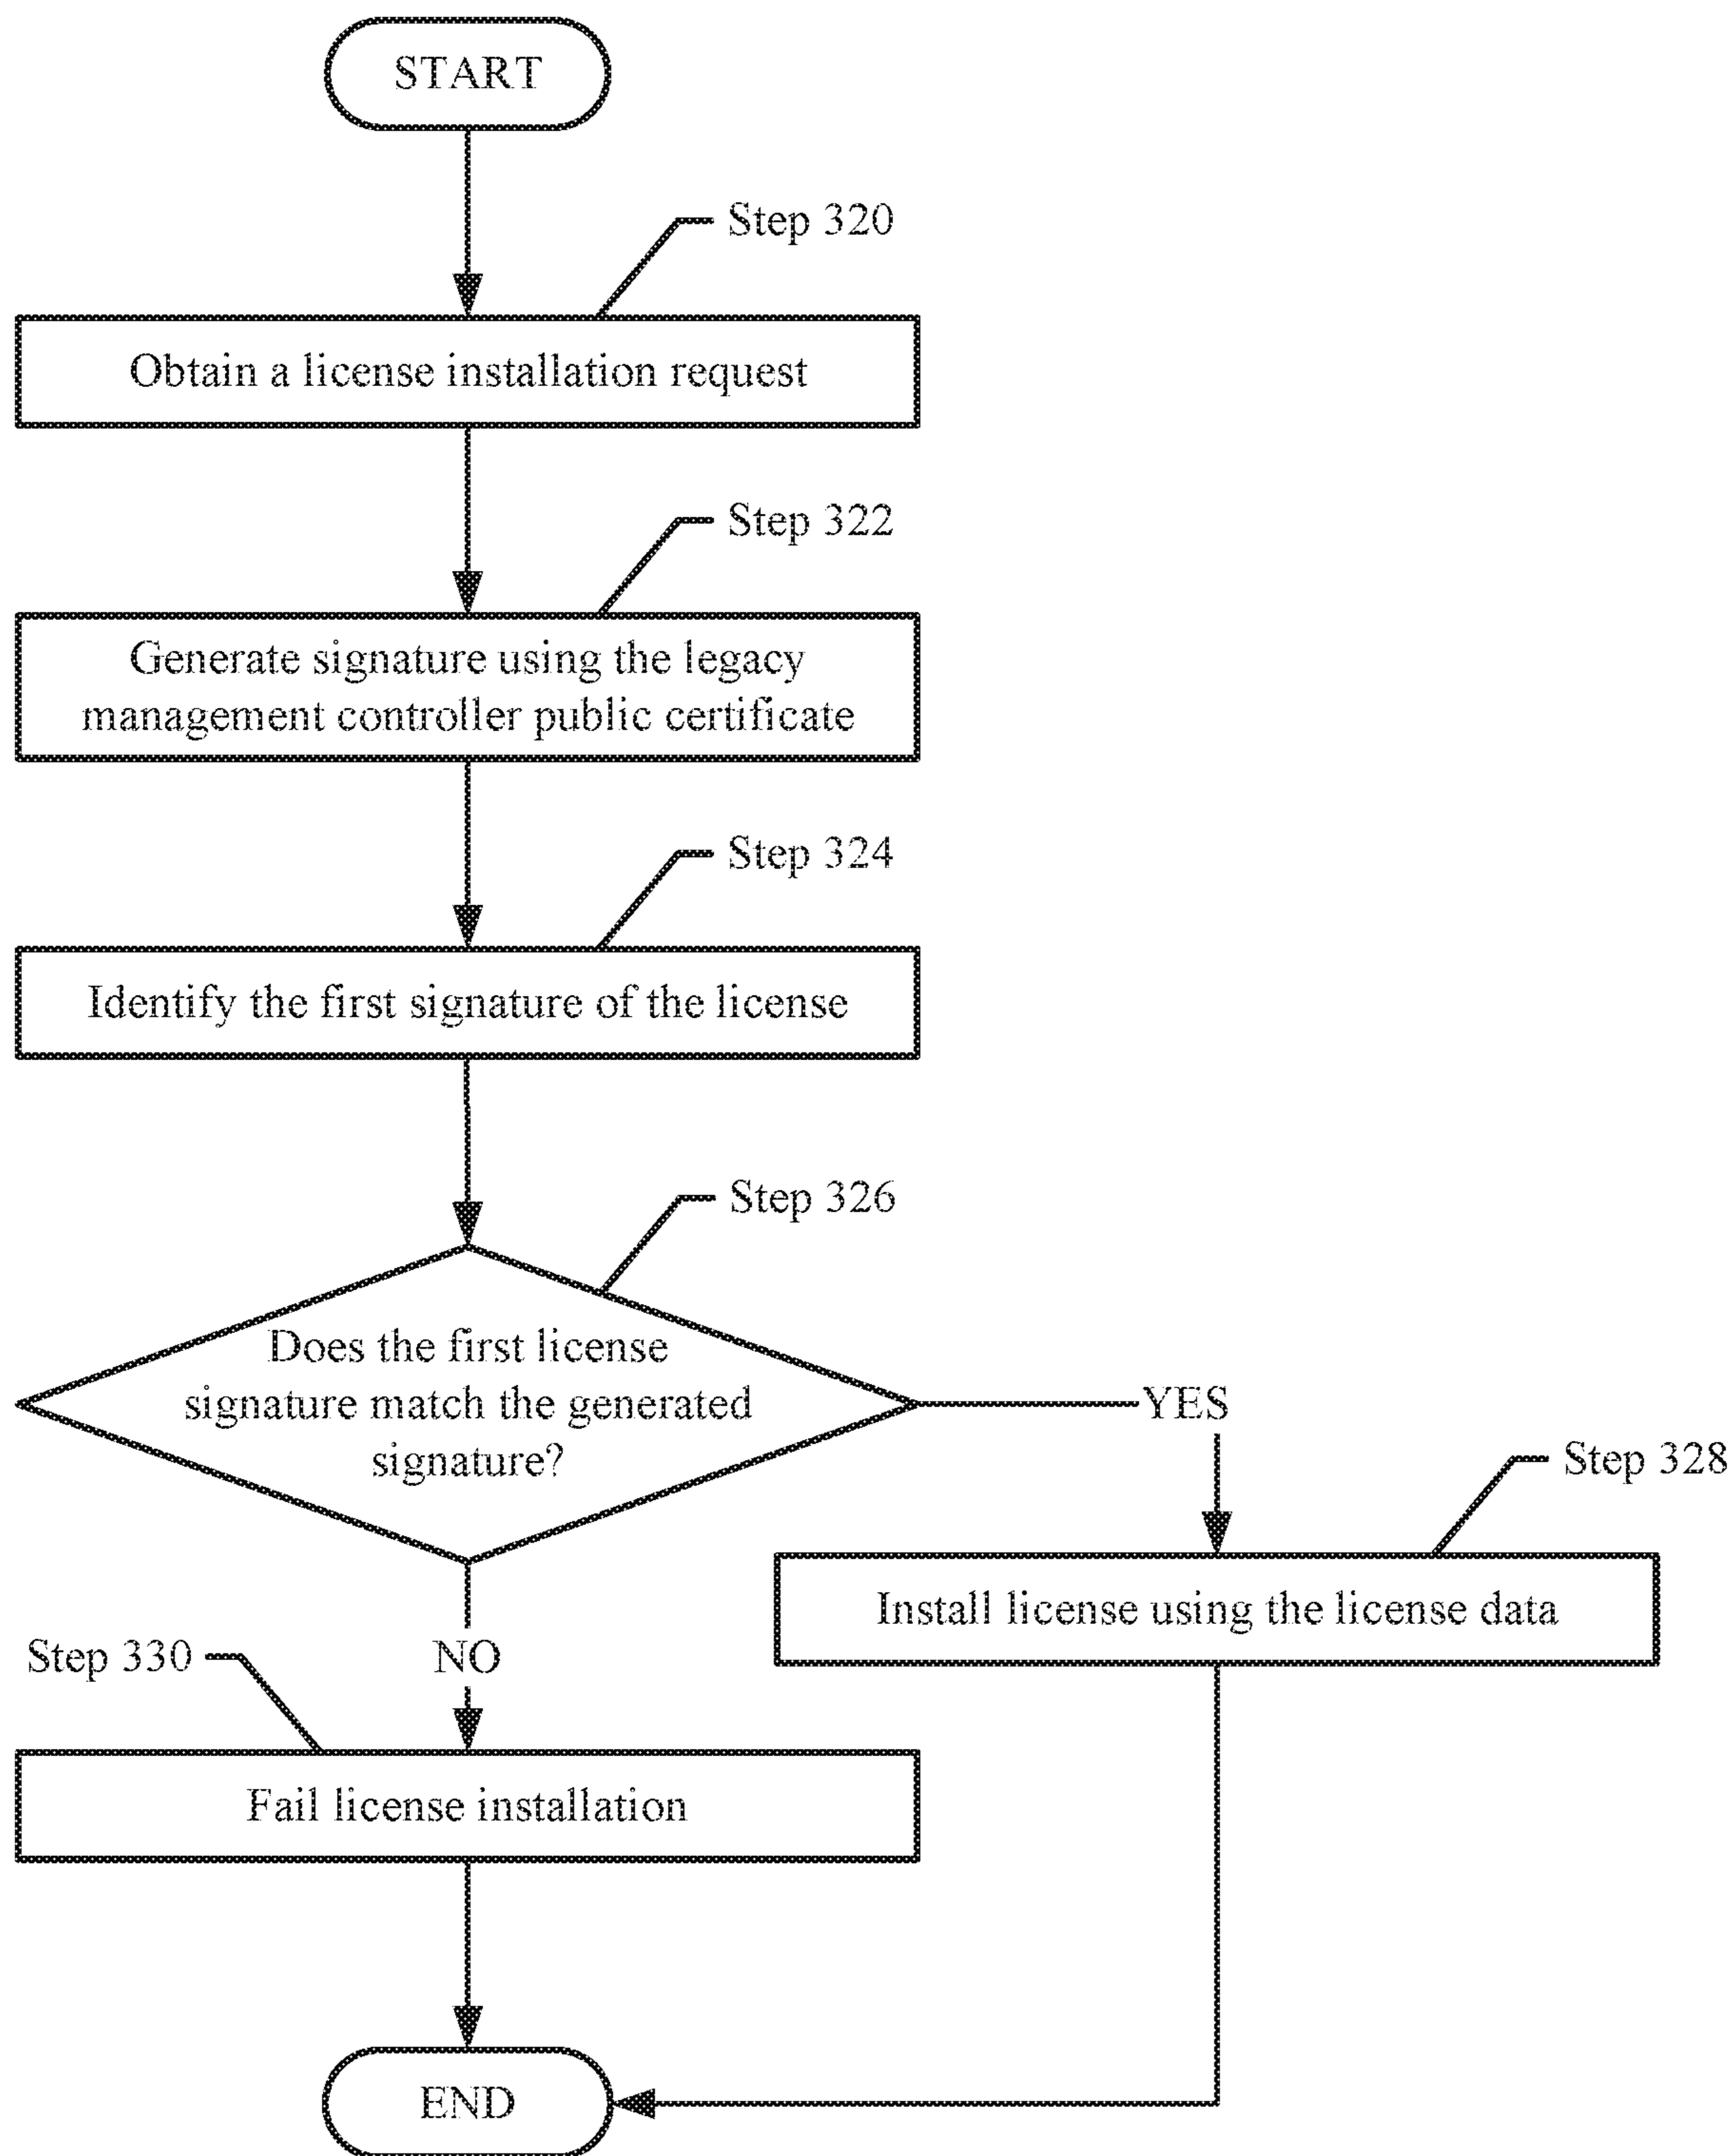 START
Step 320
Obtain a license installation request
Step 322
Generate signature using the legacy
management controller public certificate
Step 324
Identify the first signature of the license
Step 326
Does the first license
signature match the generated
signature?
YES
Step 328
Install license using the license data
Step 330
NO
Fail license installation
END